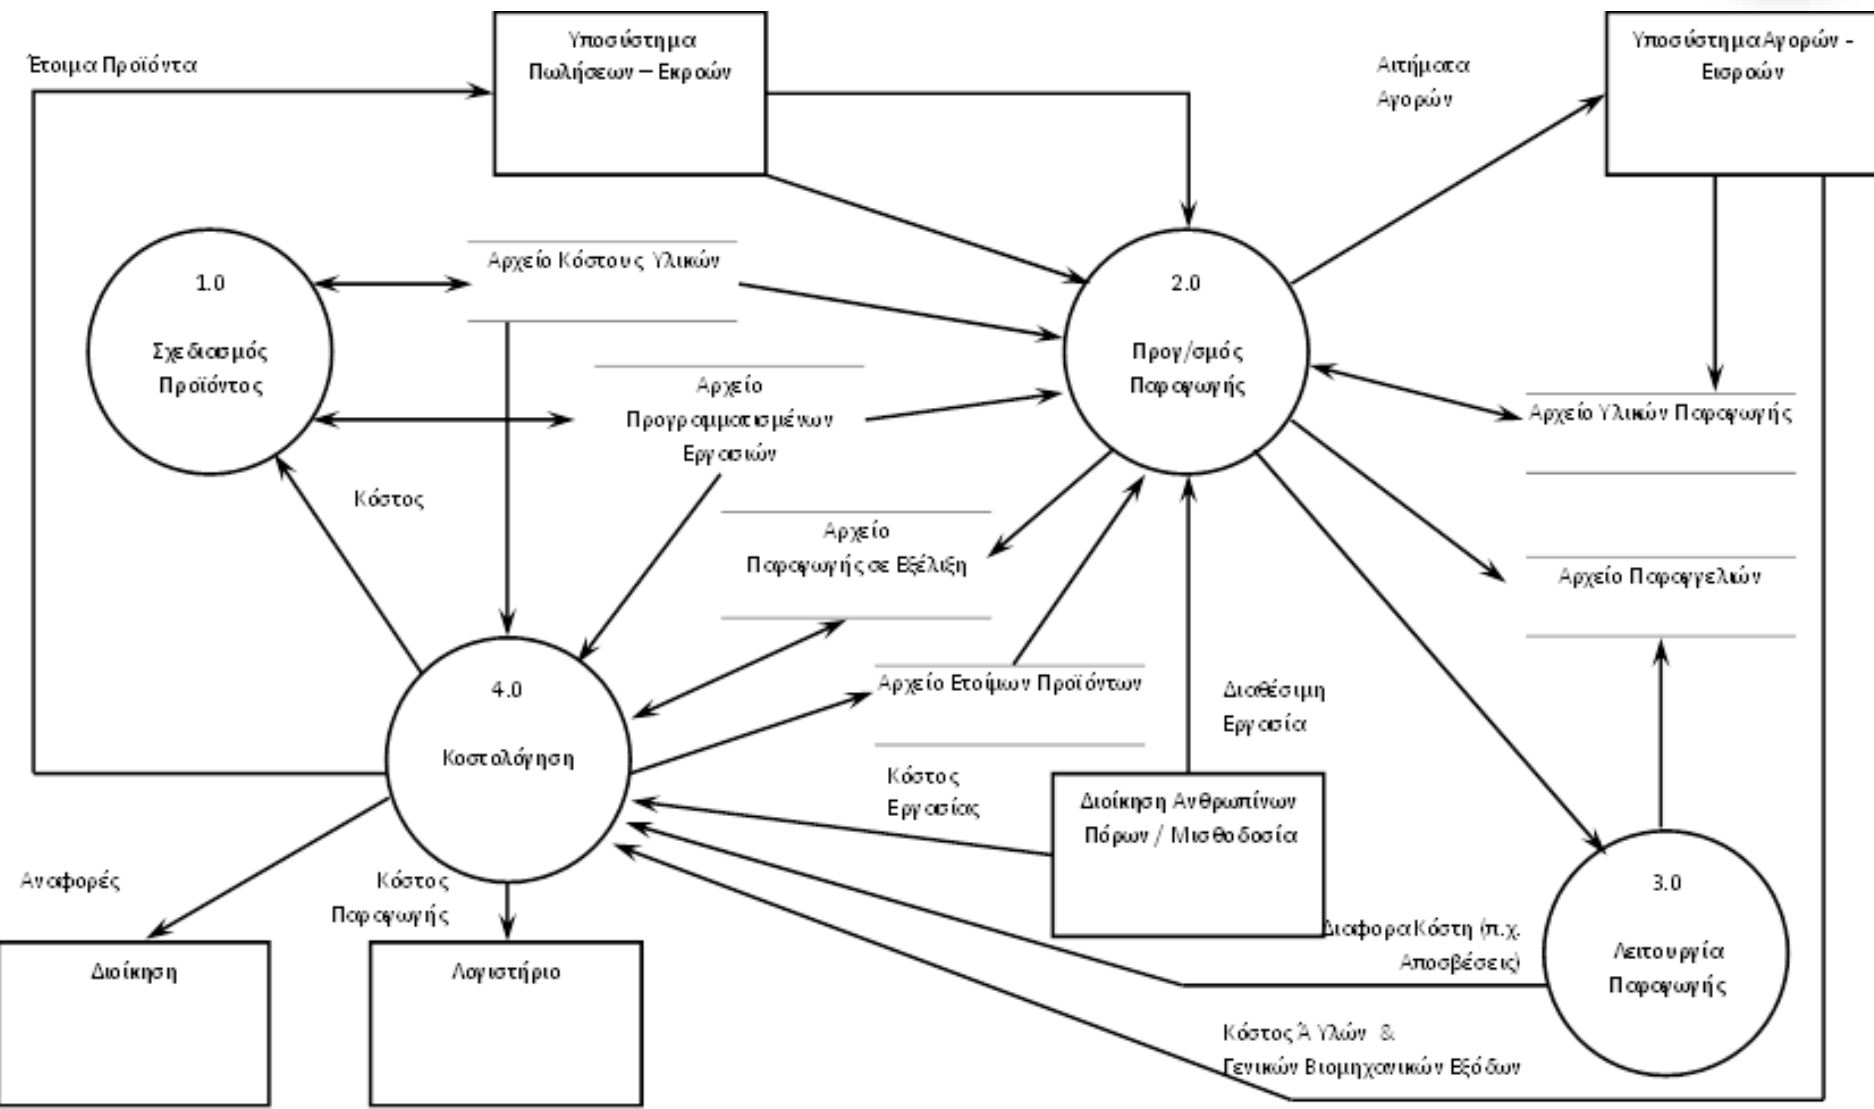 Έτοιμα Προϊόντα
Υποσύστημα
Πωλήσεων – Εκροών
Αιτήματα
Αγορών
Υποσύστημα Αγορών -
Εισροών
1.0
Σχεδιασμός
Προϊόντος
Αρχείο Κόστους Υλικών
2.0
Προγ/σμός
Παραγωγής
Αρχείο
Προγραμματισμένων
Εργασιών
Αρχείο Υλικών Παραγωγής
Κόστος
Αρχείο
Παραγωγής σε Εξέλιξη
Αρχείο Παραγγελιών
4.0
Κοστολόγηση
Αρχείο Ετοίμων Προϊόντων
Διαθέσιμη
Εργασία
Κόστος
Εργασίας
Διοίκηση Ανθρωπίνων
Πόρων / Μισθοδοσία
3.0
Λειτουργία
Παραγωγής
Αναφορές
Κόστος
Παραγωγής
Διάφορα Κόστη (π.χ.
Αποσβέσεις)
Διοίκηση
Λογιστήριο
Κόστος Ά Υλών &
Γενικών Βιομηχανικών Εξόδων